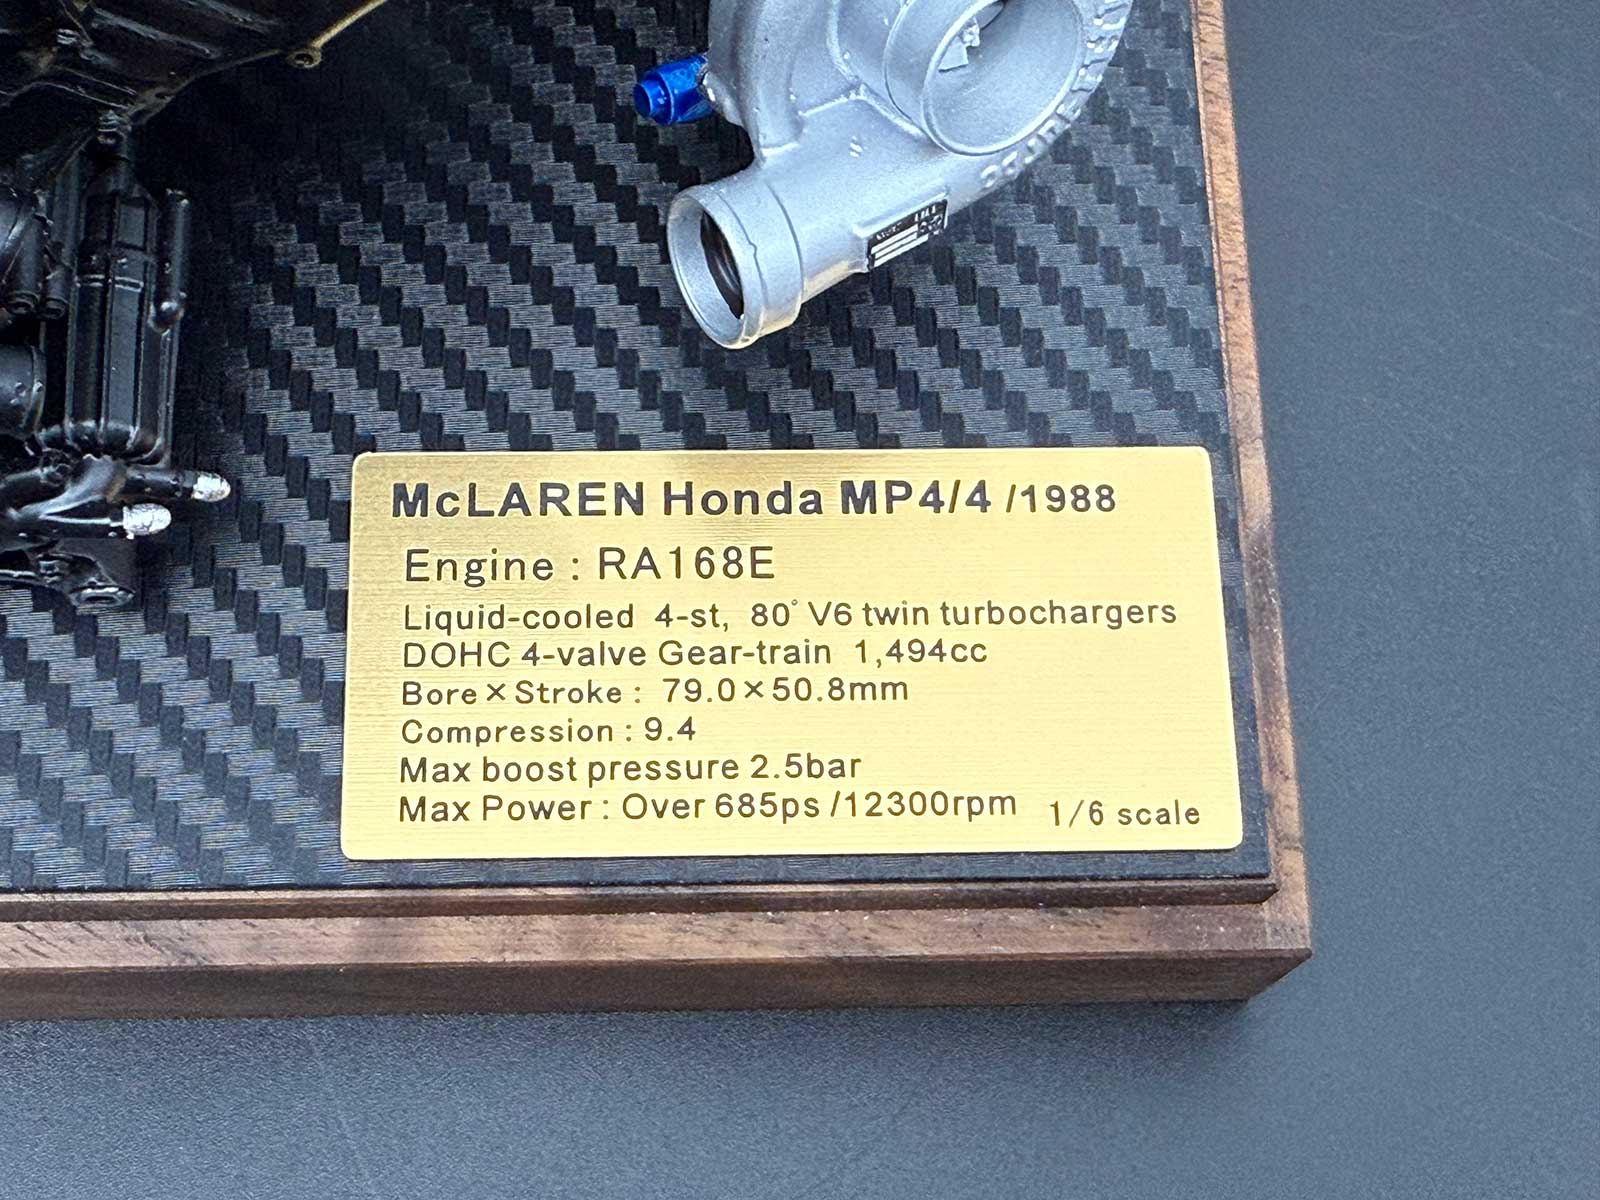 McLAREN Honda MP4/4 /1988
Engine : RA168E
Liquid-cooled 4-st, 80° V6 twin turbochargers
DOHC 4-valve Gear-train 1,494cc
Bore×Stroke : 79.0×50.8mm
Compression : 9.4
Max boost pressure 2.5bar
Max Power : Over 685ps /12300rpm 1/6 scale